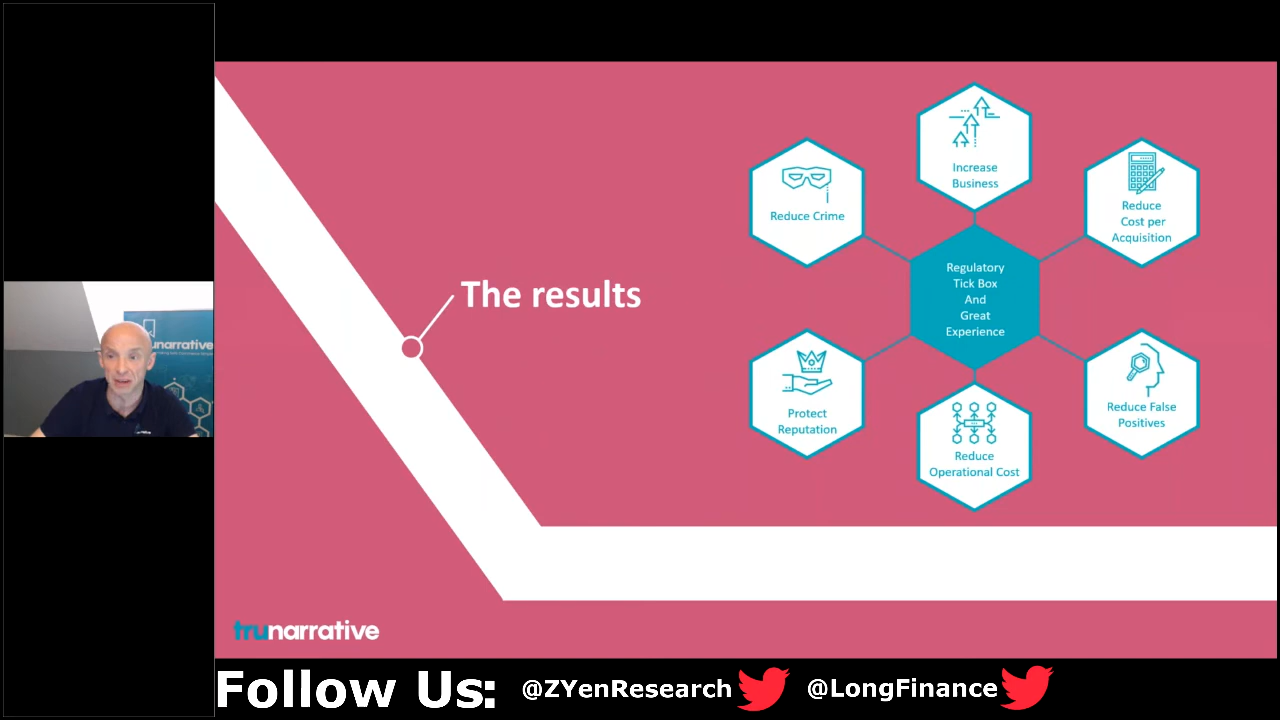 The results
Increase
Business
Reduce Crime
Reduce
Cost per
Acquisition
Regulatory
Tick Box
And
Great
Experience
Protect
Reputation
Reduce False
Positives
Reduce
Operational Cost
trunarrative
Follow Us: @ZYenResearch @LongFinance